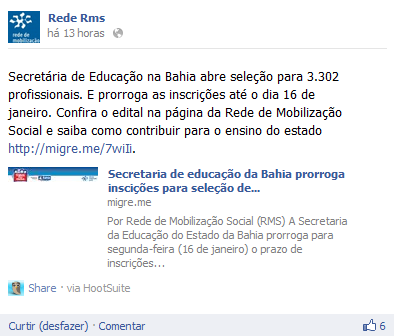 rede de
mobilização
Rede Rms
há 13 horas
Secretária de Educação na Bahia abre seleção para 3.302
profissionais. E prorroga as inscrições até o dia 16 de
janeiro. Confira o edital na página da Rede de Mobilização
Social e saiba como contribuir para o ensino do estado
http://migre.me/7wiIi.
Secretaria de educação da Bahia prorroga
inscições para seleção de...
migre.me
Por Rede de Mobilização Social (RMS) A Secretaria
da Educação do Estado da Bahia prorroga para
segunda-feira (16 de janeiro) o prazo de
inscrições...
Share · via HootSuite
Curtir (desfazer) · Comentar 6